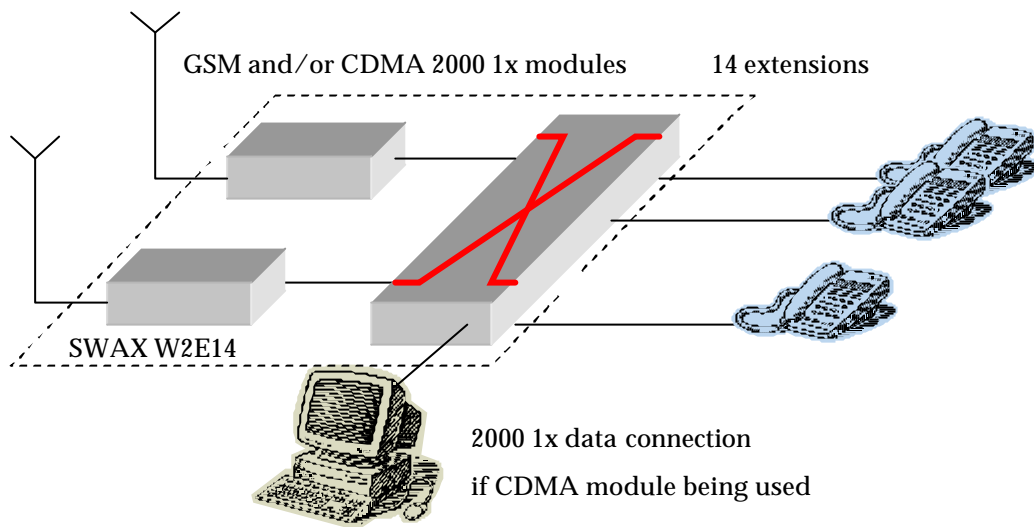 GSM and/or CDMA 2000 1x modules
14 extensions
SWAX W2E14
2000 1x data connection
if CDMA module being used